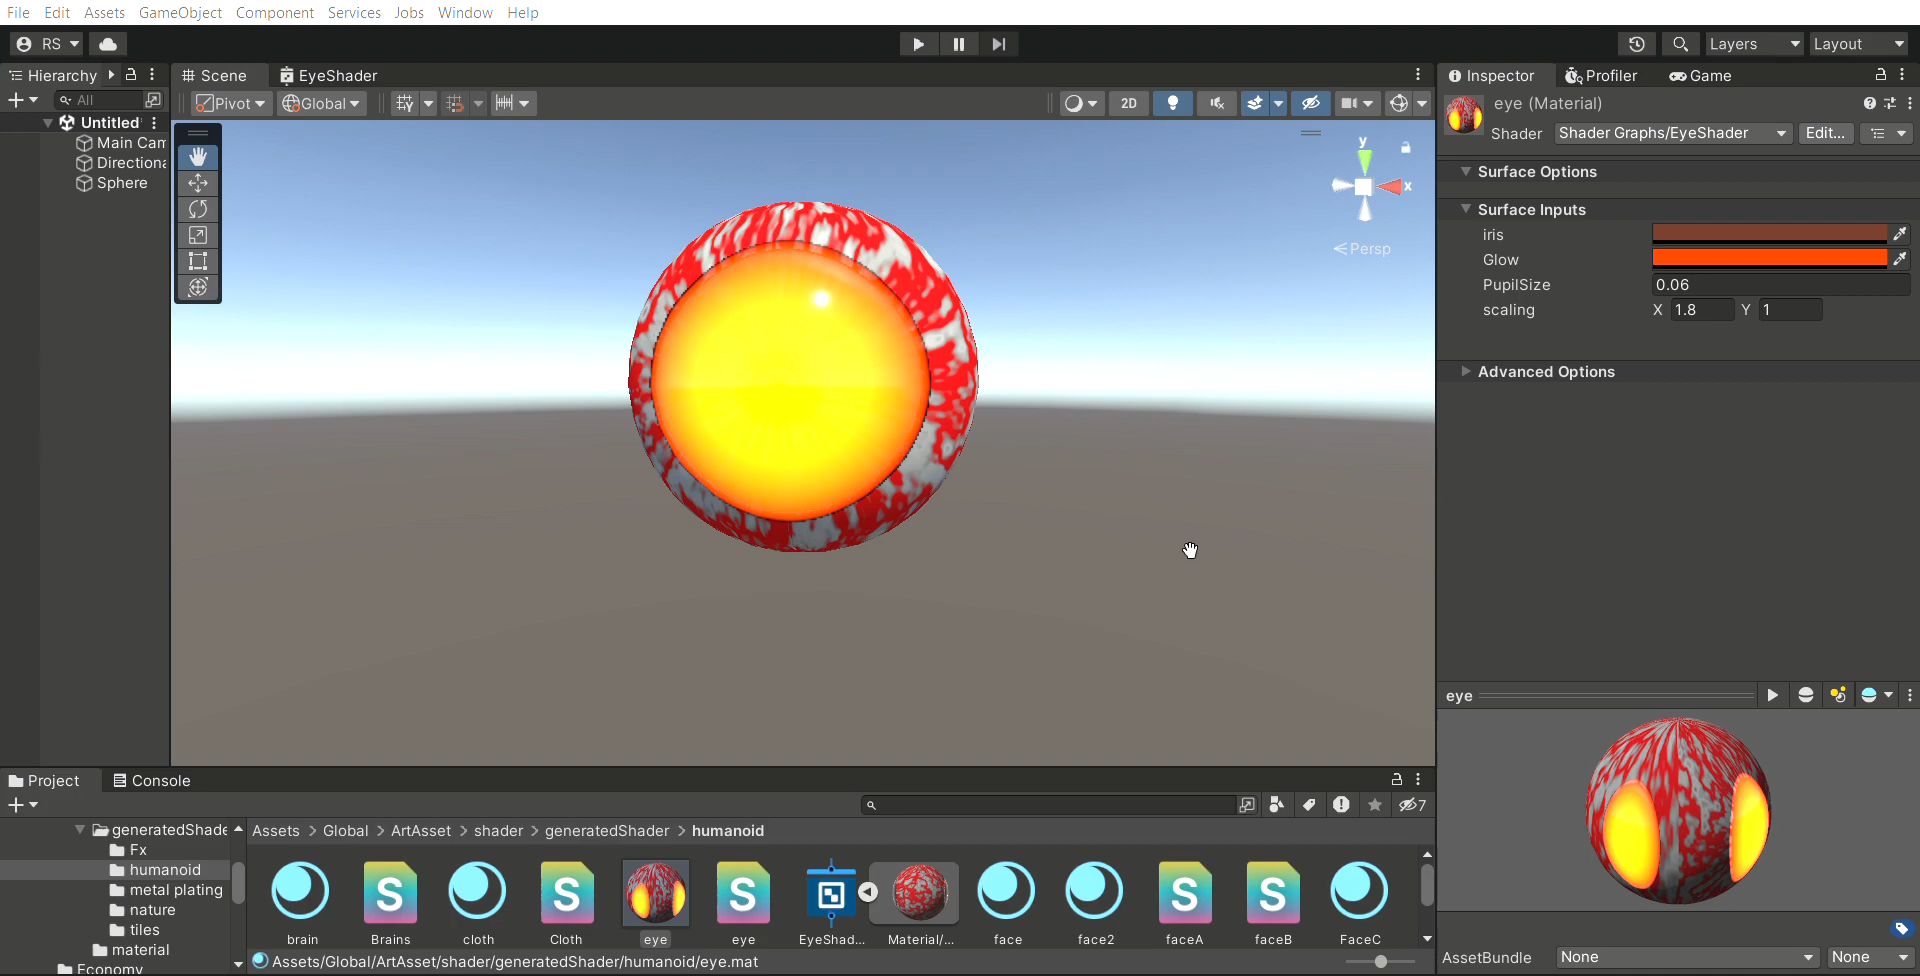 File Edit Assets GameObject Component Services Jobs Window Help
RS Layers Layout
Hierarchy Scene EyeShader Inspector Profiler Game
All Pivot Global 2D eye (Material)
Untitled
Shader Shader Graphs/EyeShader Edit...
Main Cam
Directiona
Sphere
y
x
Persp
Surface Options
Surface Inputs
iris
Glow
PupilSize 0.06
scaling X 1.8 Y 1
Advanced Options
eye
Project Console
7
generatedShade
Fx
humanoid
metal plating
nature
tiles
material
Economy
Assets > Global > ArtAsset > shader > generatedShader > humanoid
S S S S S
brain Brains cloth Cloth eye eye EyeShad... Material/... face face2 faceA faceB FaceC
Assets/Global/ArtAsset/shader/generatedShader/humanoid/eye.mat
AssetBundle None None